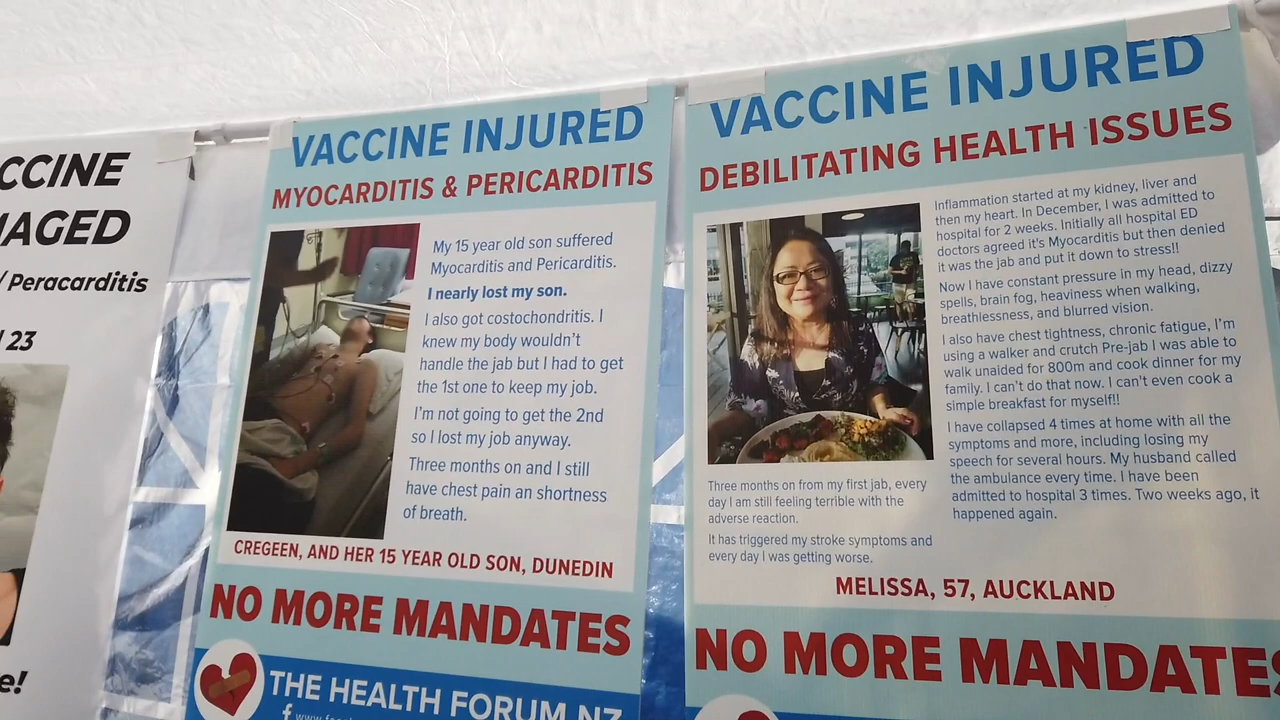 CCINE
AGED
/ Peracarditis
23
e!
VACCINE INJURED
MYOCARDITIS & PERICARDITIS
My 15 year old son suffered
Myocarditis and Pericarditis.
I nearly lost my son.
I also got costochondritis. I
knew my body wouldn't
handle the jab but I had to get
the 1st one to keep my job.
I'm not going to get the 2nd
so I lost my job anyway.
Three months on and I still
have chest pain an shortness
of breath.
CREGEEN, AND HER 15 YEAR OLD SON, DUNEDIN
NO MORE MANDATES
THE HEALTH FORUM NZ
VACCINE INJURED
DEBILITATING HEALTH ISSUES
Inflammation started at my kidney, liver and
then my heart. In December, I was admitted to
hospital for 2 weeks. Initially all hospital ED
doctors agreed it's Myocarditis but then denied
it was the jab and put it down to stress!!
Now I have constant pressure in my head, dizzy
spells, brain fog, heaviness when walking,
breathlessness, and blurred vision.
I also have chest tightness, chronic fatigue, I'm
using a walker and crutch Pre-jab I was able to
walk unaided for 800m and cook dinner for my
family. I can't do that now. I can't even cook a
simple breakfast for myself!!
I have collapsed 4 times at home with all the
symptoms and more, including losing my
speech for several hours. My husband called
the ambulance every time. I have been
admitted to hospital 3 times. Two weeks ago, it
happened again.
Three months on from my first jab, every
day I am still feeling terrible with the
adverse reaction.
It has triggered my stroke symptoms and
every day I was getting worse.
MELISSA, 57, AUCKLAND
NO MORE MANDATES